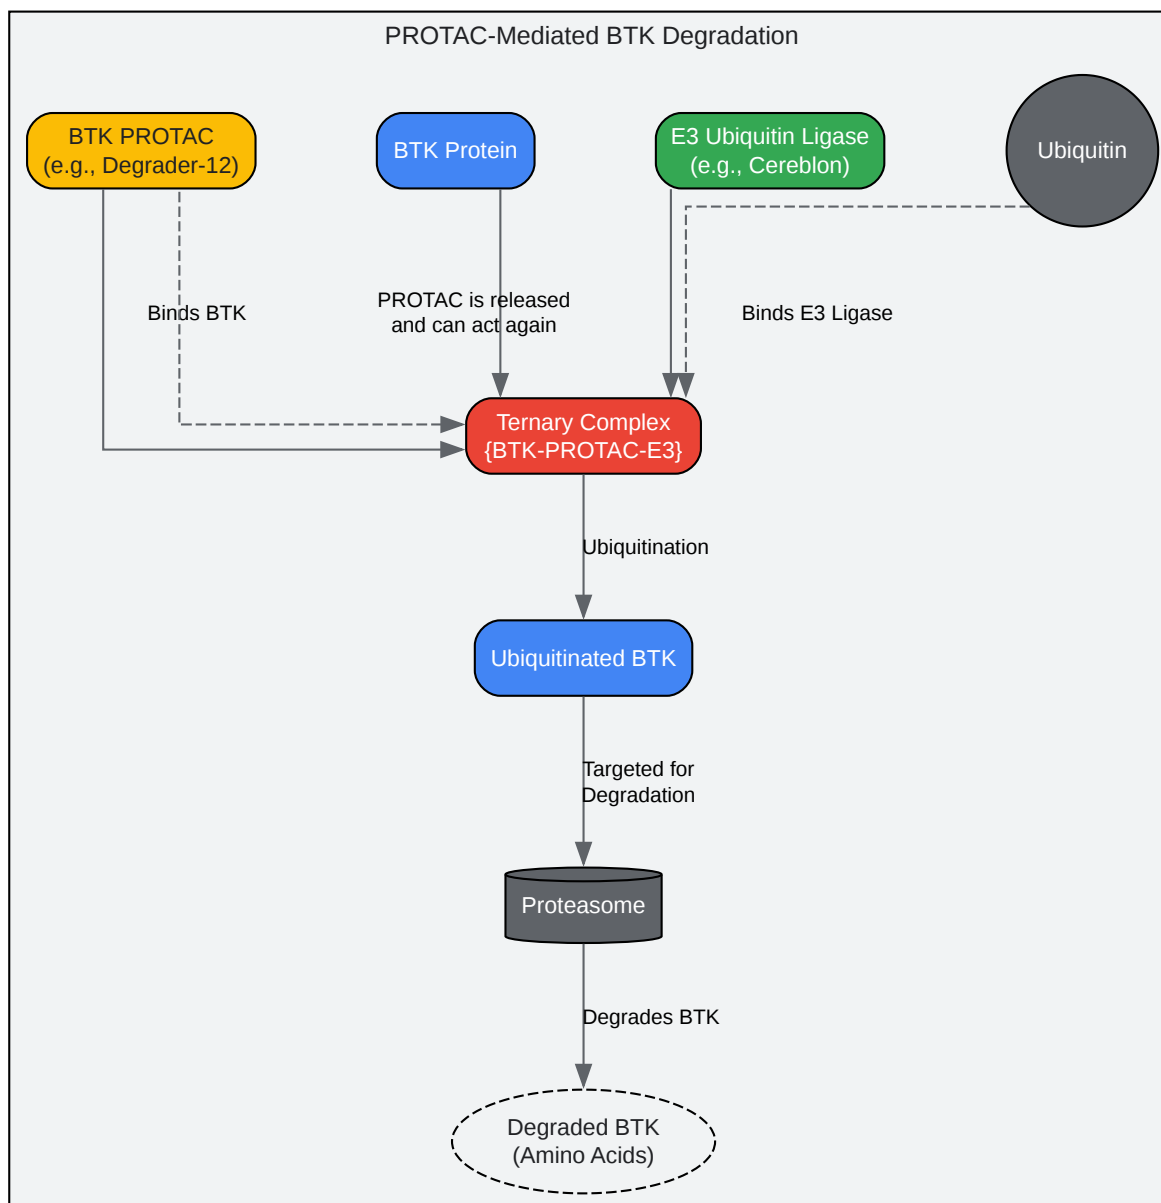 PROTAC-Mediated BTK Degradation
BTK PROTAC
(e.g., Degrader-12)
BTK Protein
E3 Ubiquitin Ligase
(e.g., Cereblon)
Ubiquitin
Binds BTK
PROTAC is released
and can act again
Binds E3 Ligase
Ternary Complex
{BTK-PROTAC-E3}
Ubiquitination
Ubiquitinated BTK
Targeted for
Degradation
Proteasome
Degrades BTK
Degraded BTK
(Amino Acids)